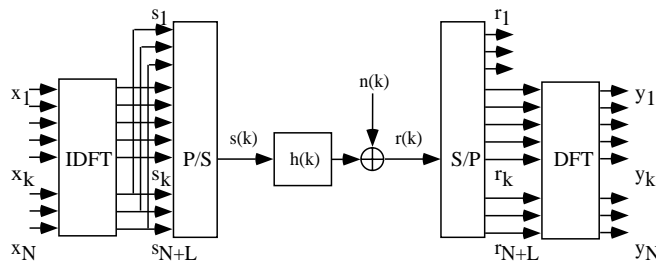 s1
r1
x1
n(k)
y1
IDFT
P/S
s(k)
h(k)
r(k)
S/P
DFT
xk
sk
rk
yk
xN
sN+L
rN+L
yN